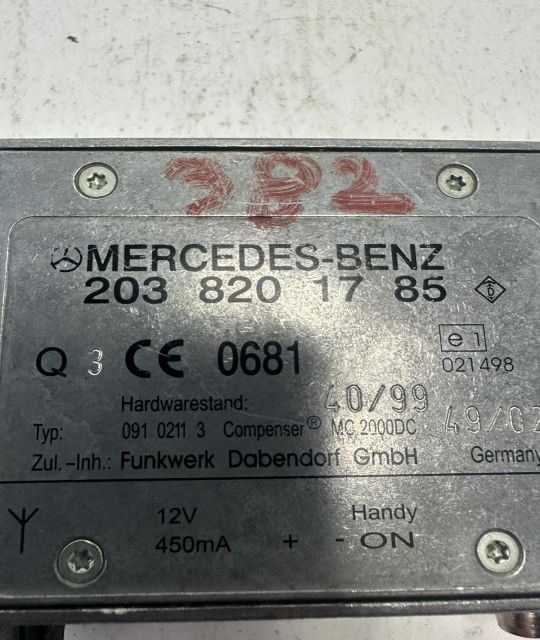 382
MERCEDES-BENZ
203 820 17 85
Q 3 CE 0681
e1
021498
Hardwarestand: 40/99
Typ: 091 0211 3 Compenser® MC 2000DC 49/02
Zul.-Inh.: Funkwerk Dabendorf GmbH Germany
12V Handy
450mA + - ON